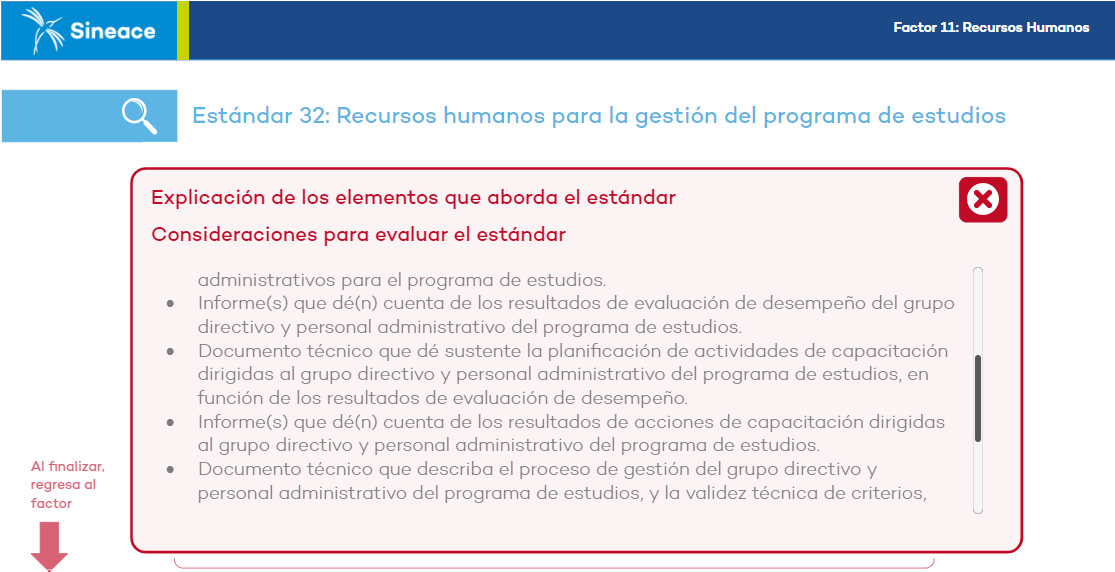 Sineace
Factor 11: Recursos Humanos
Estándar 32: Recursos humanos para la gestión del programa de estudios
Explicación de los elementos que aborda el estándar
Consideraciones para evaluar el estándar
administrativos para el programa de estudios.
• Informe(s) que dé(n) cuenta de los resultados de evaluación de desempeño del grupo
directivo y personal administrativo del programa de estudios.
• Documento técnico que dé sustente la planificación de actividades de capacitación
dirigidas al grupo directivo y personal administrativo del programa de estudios, en
función de los resultados de evaluación de desempeño.
• Informe(s) que dé(n) cuenta de los resultados de acciones de capacitación dirigidas
al grupo directivo y personal administrativo del programa de estudios.
• Documento técnico que describa el proceso de gestión del grupo directivo y
personal administrativo del programa de estudios, y la validez técnica de criterios,
Al finalizar,
regresa al
factor